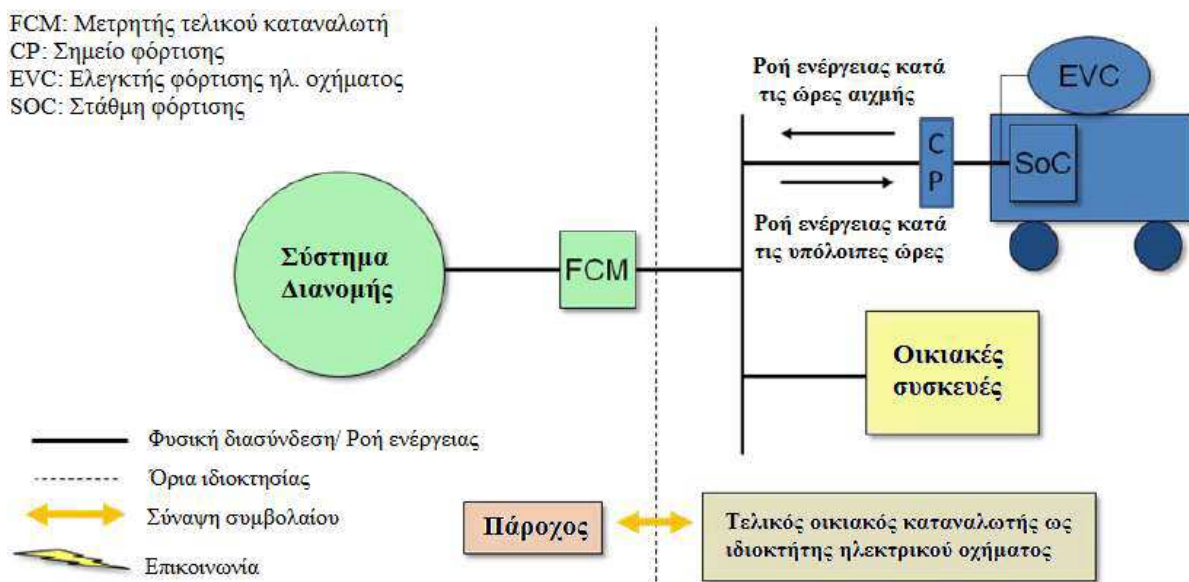 FCM: Μετρητής τελικού καταναλωτή
CP: Σημείο φόρτισης
EVC: Ελεγκτής φόρτισης ηλ. οχήματος
SOC: Στάθμη φόρτισης
Ροή ενέργειας κατά
τις ώρες αιχμής
EVC
C
P
SoC
Ροή ενέργειας κατά
τις υπόλοιπες ώρες
Σύστημα
Διανομής
FCM
Οικιακές
συσκευές
Φυσική διασύνδεση/ Ροή ενέργειας
Όρια ιδιοκτησίας
Σύναψη συμβολαίου
Επικοινωνία
Πάροχος
Τελικός οικιακός καταναλωτής ως
ιδιοκτήτης ηλεκτρικού οχήματος